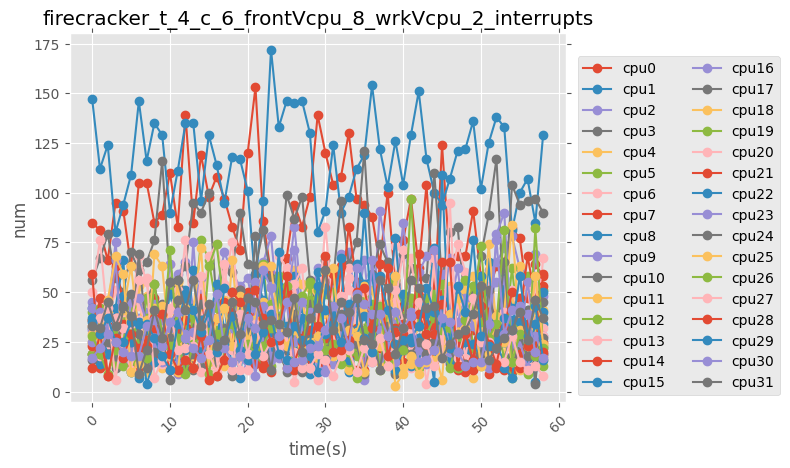 firecracker_t_4_c_6_frontVcpu_8_wrkVcpu_2_interrupts
175
150
125
100
75
50
25
0
num
0
10
20
30
40
50
60
time(s)
cpu0
cpu1
cpu2
cpu3
cpu4
cpu5
cpu6
cpu7
cpu8
cpu9
cpu10
cpu11
cpu12
cpu13
cpu14
cpu15
cpu16
cpu17
cpu18
cpu19
cpu20
cpu21
cpu22
cpu23
cpu24
cpu25
cpu26
cpu27
cpu28
cpu29
cpu30
cpu31